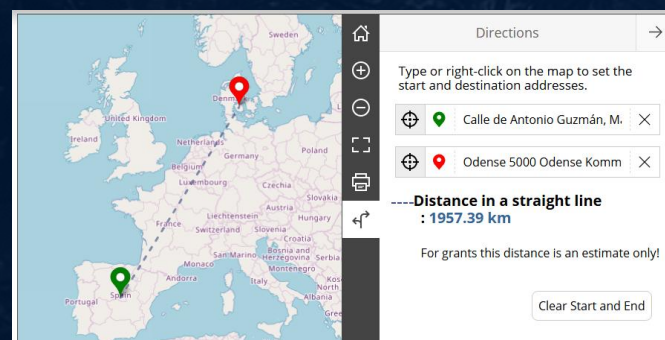 Directions
Type or right-click on the map to set the
start and destination addresses.
Calle de Antonio Guzmán, M
Odense 5000 Odense Komm
----Distance in a straight line
: 1957.39 km
For grants this distance is an estimate only!
Clear Start and End
Sweden
Denm
United Kingdom
Ireland
Netherlands
Poland
Germany
Belgium
Luxembourg
Czechia
Slovakia
Austria
Liechtenstein
Hungary
France
Switzerland
Slovenia
Croatia
Bosnia and
San Marino
Herzegovina
Serbia
Monaco
Montenegro
Andorra
Italy
Kos
North
Albania
Portugal
Spain
Gree